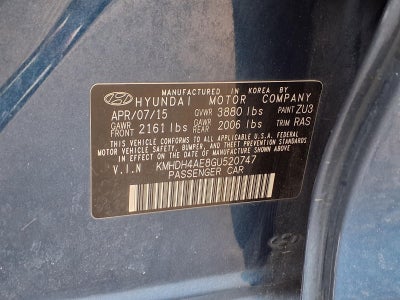 MANUFACTURED IN KOREA BY
HYUNDAI MOTOR COMPANY
APR/07/15 GVWR 3880 lbs PAINT ZU3
GAWR FRONT 2161 lbs GAWR REAR 2006 lbs TRIM RAS
THIS VEHICLE CONFORMS TO ALL APPLICABLE U.S.A. FEDERAL
MOTOR VEHICLE SAFETY, BUMPER, AND THEFT PREVENTION
STANDARDS IN EFFECT ON THE DATE OF MANUFACTURE SHOWN ABOVE
V.I.N KMHDH4AE8GU520747
PASSENGER CAR